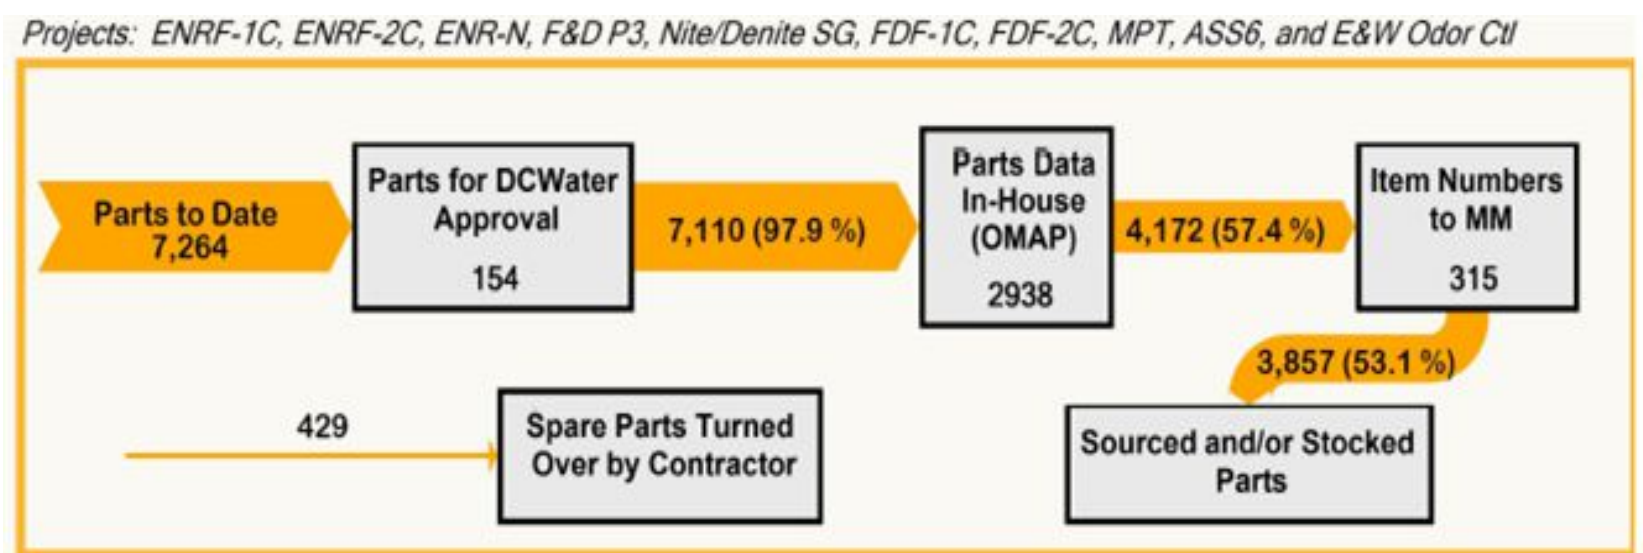 Projects: ENRF-1C, ENRF-2C, ENR-N, F&D P3, Nite/Denite SG, FDF-1C, FDF-2C, MPT, ASS6, and E&W Odor Ctl
Parts to Date
7,264
Parts for DCWater
Approval
154
7,110 (97.9 %)
Parts Data
In-House
(OMAP)
2938
4,172 (57.4 %)
Item Numbers
to MM
315
3,857 (53.1 %)
Sourced and/or Stocked
Parts
429
Spare Parts Turned
Over by Contractor